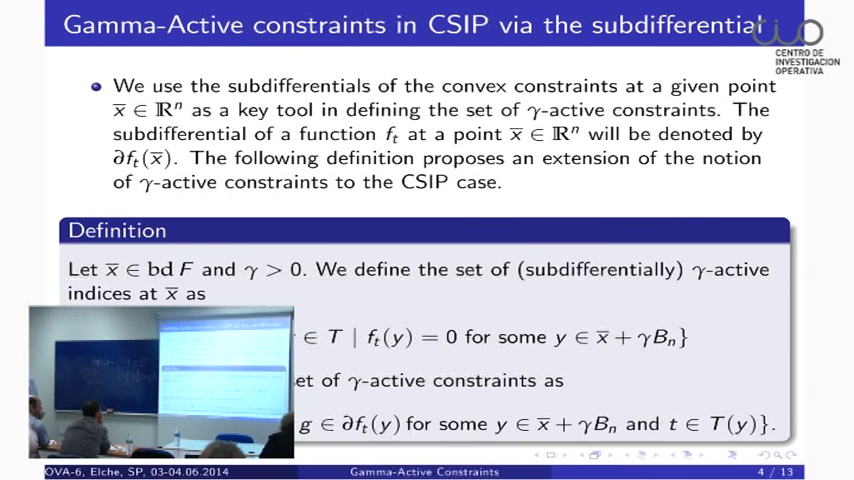 Gamma-Active constraints in CSIP via the subdifferential
CENTRO DE
INVESTIGACION
OPERATIVA
We use the subdifferentials of the convex constraints at a given point
x̅ ∈ ℝⁿ as a key tool in defining the set of γ-active constraints. The
subdifferential of a function fₜ at a point x̅ ∈ ℝⁿ will be denoted by
∂fₜ(x̅). The following definition proposes an extension of the notion
of γ-active constraints to the CSIP case.
Definition
Let x̅ ∈ bd F and γ > 0. We define the set of (subdifferentially) γ-active
indices at x̅ as
∈ T | fₜ(y) = 0 for some y ∈ x̅ + γBₙ}
et of γ-active constraints as
g ∈ ∂fₜ(y) for some y ∈ x̅ + γBₙ and t ∈ T(y)}.
OVA-6, Elche, SP, 03-04.06.2014
Gamma-Active Constraints
4 / 13